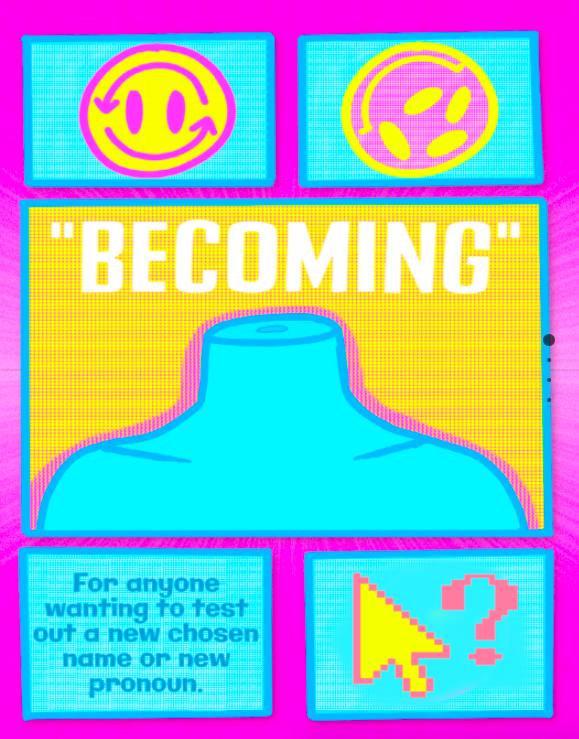 "BECOMING"
For anyone
wanting to test
out a new chosen
name or new
pronoun.
?